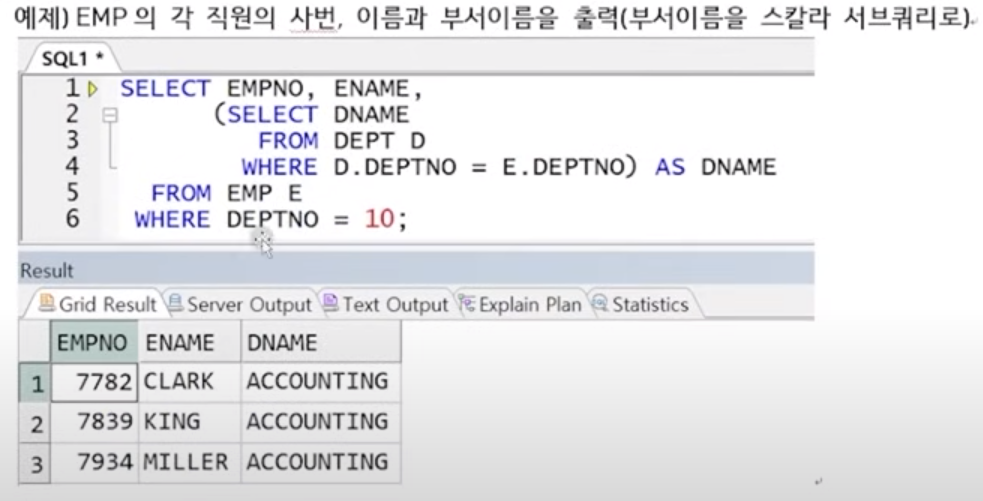 예제) EMP 의 각 직원의 사번, 이름과 부서이름을 출력(부서이름을 스칼라 서브쿼리로)
SQL1 *
1 SELECT EMPNO, ENAME,
2 (SELECT DNAME
3 FROM DEPT D
4 WHERE D.DEPTNO = E.DEPTNO) AS DNAME
5 FROM EMP E
6 WHERE DEPTNO = 10;
Result
Grid Result Server Output Text Output Explain Plan Statistics
EMPNO ENAME DNAME
1 7782 CLARK ACCOUNTING
2 7839 KING ACCOUNTING
3 7934 MILLER ACCOUNTING